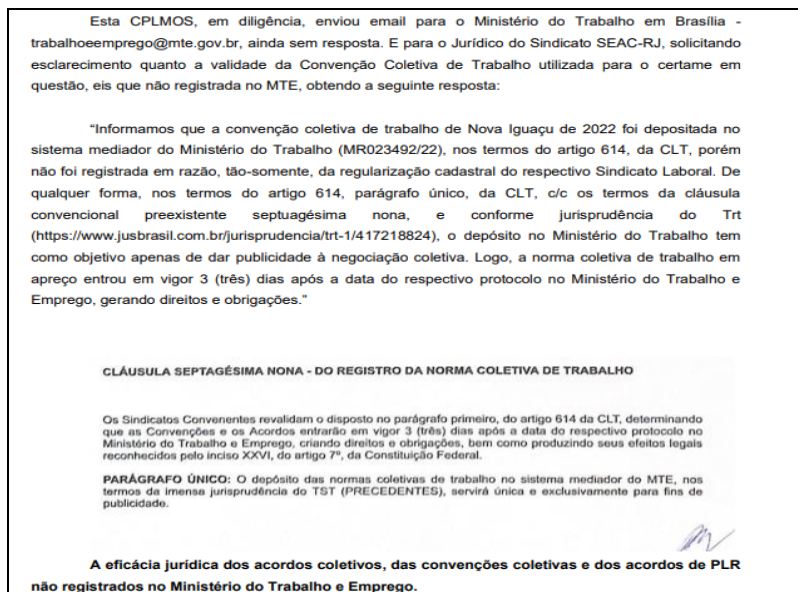 Esta CPLMOS, em diligência, enviou email para o Ministério do Trabalho em Brasília -
trabalhoeemprego@mte.gov.br, ainda sem resposta. E para o Jurídico do Sindicato SEAC-RJ, solicitando
esclarecimento quanto a validade da Convenção Coletiva de Trabalho utilizada para o certame em
questão, eis que não registrada no MTE, obtendo a seguinte resposta:
“Informamos que a convenção coletiva de trabalho de Nova Iguaçu de 2022 foi depositada no
sistema mediador do Ministério do Trabalho (MR023492/22), nos termos do artigo 614, da CLT, porém
não foi registrada em razão, tão-somente, da regularização cadastral do respectivo Sindicato Laboral. De
qualquer forma, nos termos do artigo 614, parágrafo único, da CLT, c/c os termos da cláusula
convencional preexistente septuagésima nona, e conforme jurisprudência do Trt
(https://www.jusbrasil.com.br/jurisprudencia/trt-1/417218824), o depósito no Ministério do Trabalho tem
como objetivo apenas de dar publicidade à negociação coletiva. Logo, a norma coletiva de trabalho em
apreço entrou em vigor 3 (três) dias após a data do respectivo protocolo no Ministério do Trabalho e
Emprego, gerando direitos e obrigações.”
CLÁUSULA SEPTAGÉSIMA NONA - DO REGISTRO DA NORMA COLETIVA DE TRABALHO
Os Sindicatos Convenentes revalidam o disposto no parágrafo primeiro, do artigo 614 da CLT, determinando
que as Convenções e os Acordos entrarão em vigor 3 (três) dias após a data do respectivo protocolo no
Ministério do Trabalho e Emprego, criando direitos e obrigações, bem como produzindo seus efeitos legais
reconhecidos pelo inciso XXVI, do artigo 7º, da Constituição Federal.
PARÁGRAFO ÚNICO: O depósito das normas coletivas de trabalho no sistema mediador do MTE, nos
termos da imensa jurisprudência do TST (PRECEDENTES), servirá única e exclusivamente para fins de
publicidade.
A eficácia jurídica dos acordos coletivos, das convenções coletivas e dos acordos de PLR
não registrados no Ministério do Trabalho e Emprego.